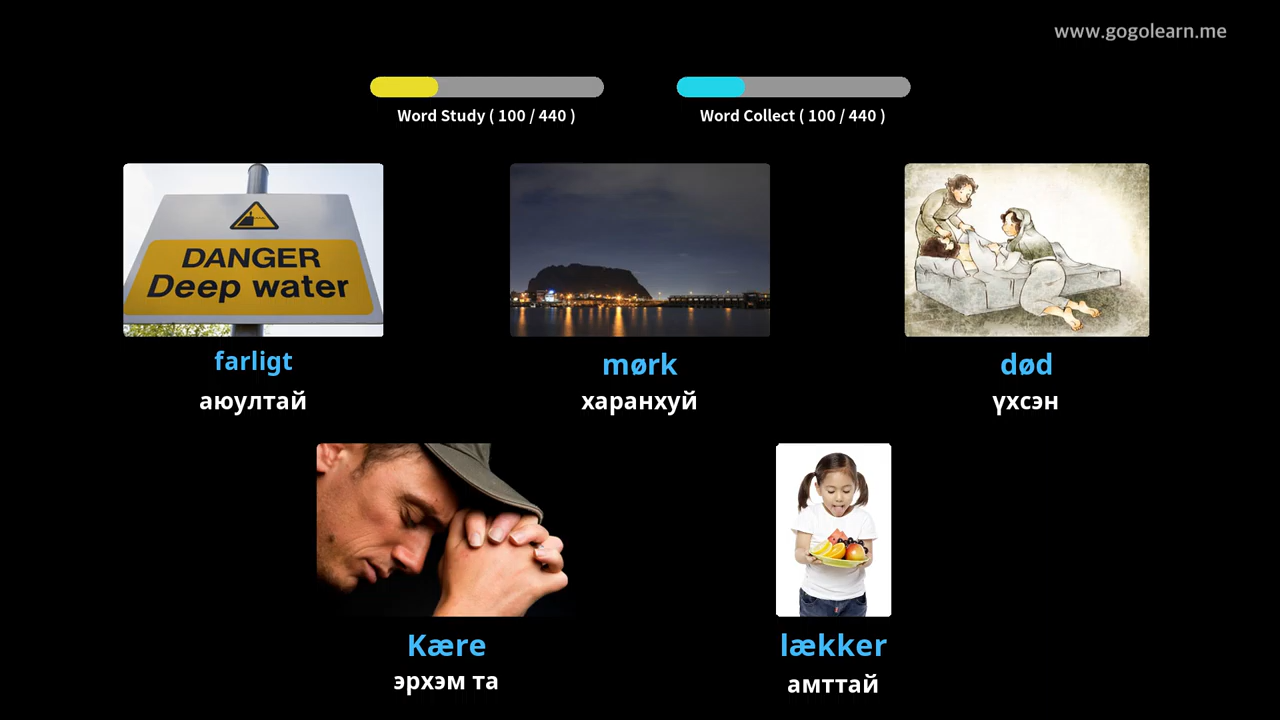 www.gogolearn.me
Word Study ( 100 / 440 )
Word Collect ( 100 / 440 )
DANGER
Deep water
farligt
аюултай
mørk
харанхуй
død
үхсэн
Kære
эрхэм та
lækker
амттай